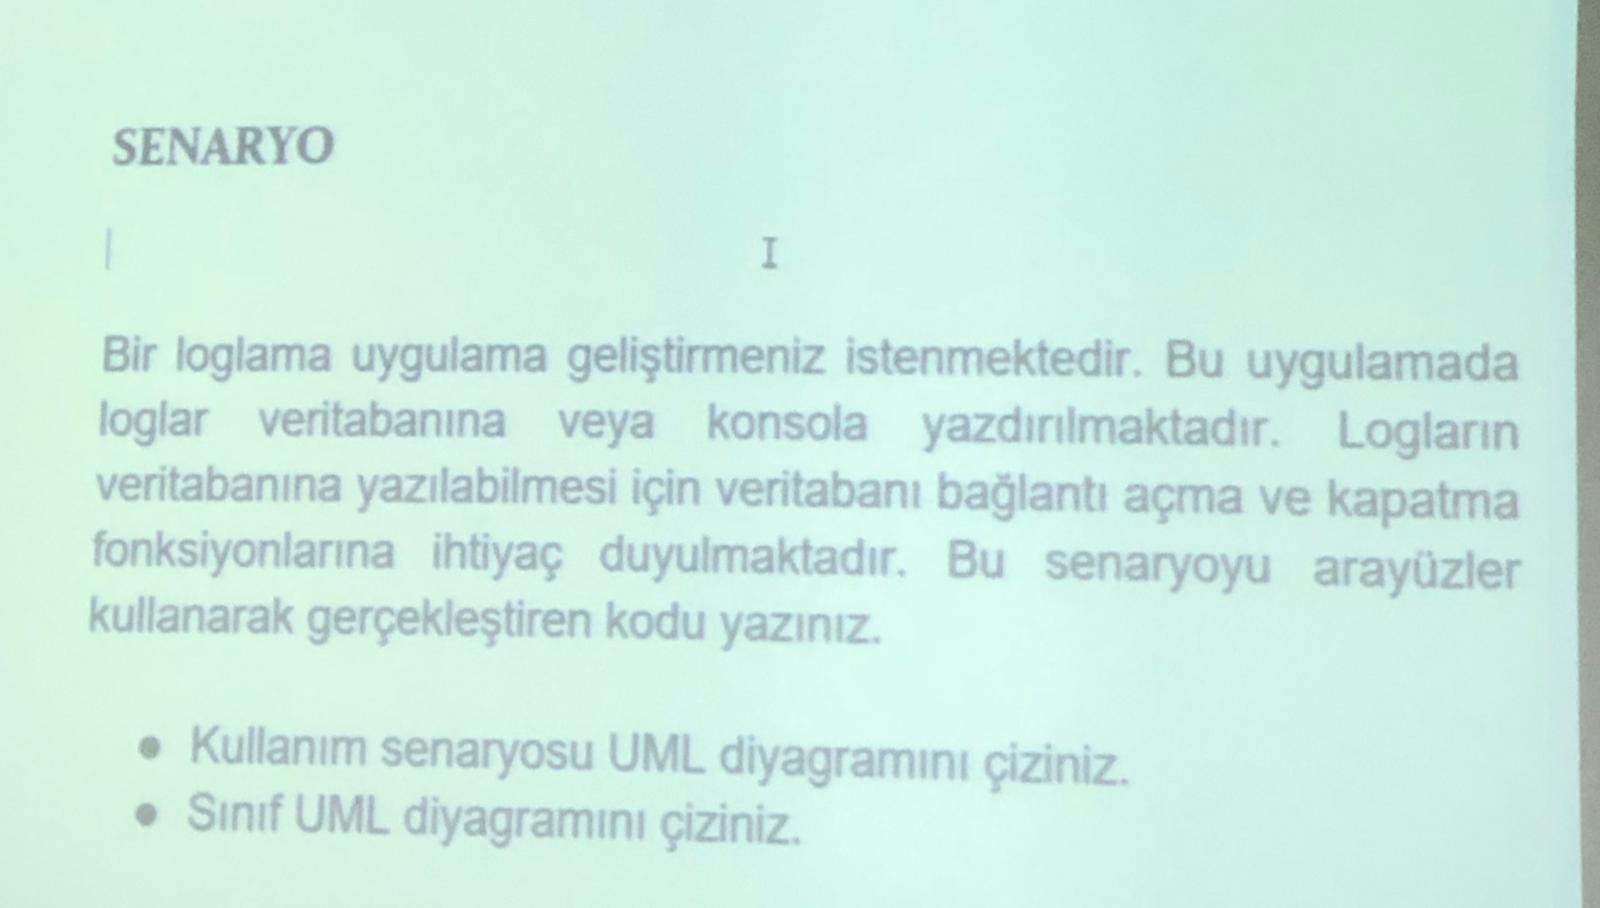 SENARYO
Bir loglama uygulama geliştirmeniz istenmektedir. Bu uygulamada
loglar veritabanına veya konsola yazdırılmaktadır. Logların
veritabanına yazılabilmesi için veritabanı bağlantı açma ve kapatma
fonksiyonlarına ihtiyaç duyulmaktadır. Bu senaryoyu arayüzler
kullanarak gerçekleştiren kodu yazınız.
• Kullanım senaryosu UML diyagramını çiziniz.
• Sınıf UML diyagramını çiziniz.